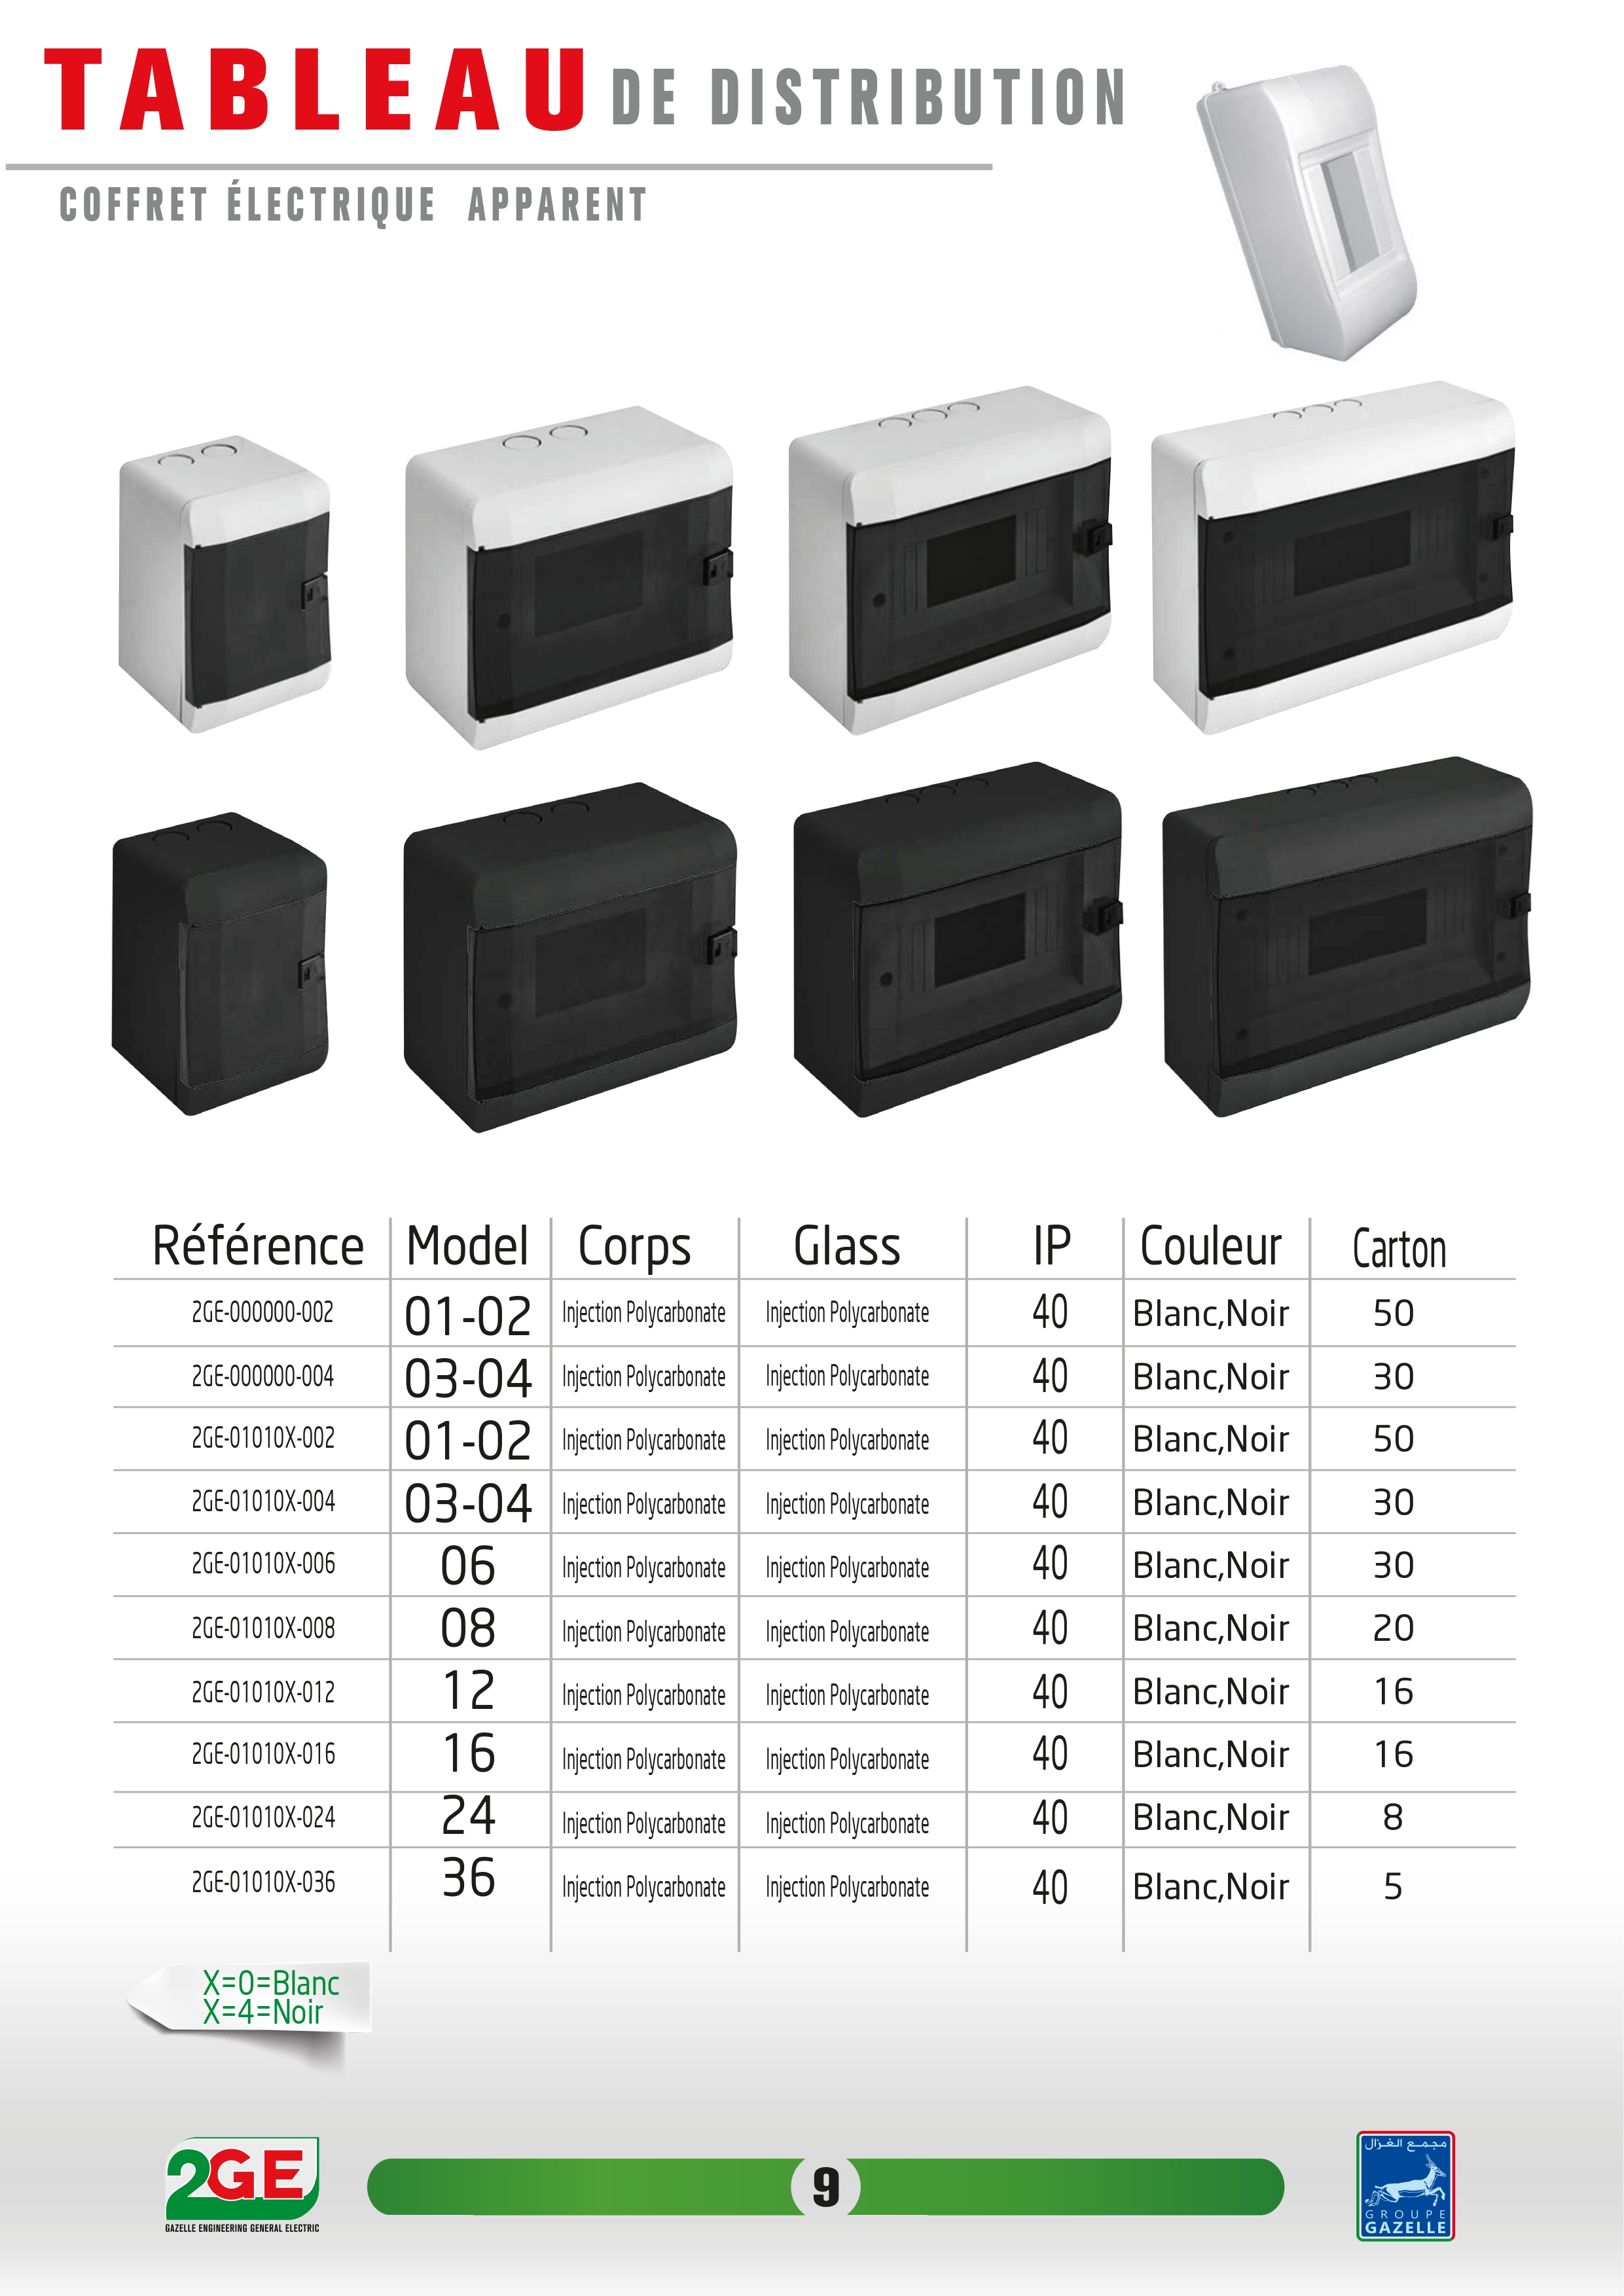 TABLEAU DE DISTRIBUTION
COFFRET ÉLECTRIQUE APPARENT
Référence Model Corps Glass IP Couleur Carton
2GE-000000-002 01-02 Injection Polycarbonate Injection Polycarbonate 40 Blanc,Noir 50
2GE-000000-004 03-04 Injection Polycarbonate Injection Polycarbonate 40 Blanc,Noir 30
2GE-01010X-002 01-02 Injection Polycarbonate Injection Polycarbonate 40 Blanc,Noir 50
2GE-01010X-004 03-04 Injection Polycarbonate Injection Polycarbonate 40 Blanc,Noir 30
2GE-01010X-006 06 Injection Polycarbonate Injection Polycarbonate 40 Blanc,Noir 30
2GE-01010X-008 08 Injection Polycarbonate Injection Polycarbonate 40 Blanc,Noir 20
2GE-01010X-012 12 Injection Polycarbonate Injection Polycarbonate 40 Blanc,Noir 16
2GE-01010X-016 16 Injection Polycarbonate Injection Polycarbonate 40 Blanc,Noir 16
2GE-01010X-024 24 Injection Polycarbonate Injection Polycarbonate 40 Blanc,Noir 8
2GE-01010X-036 36 Injection Polycarbonate Injection Polycarbonate 40 Blanc,Noir 5
X=0=Blanc
X=4=Noir
2GE
GAZELLE ENGINEERING GENERAL ELECTRIC
9
مجمع الغزال
GROUPE
GAZELLE